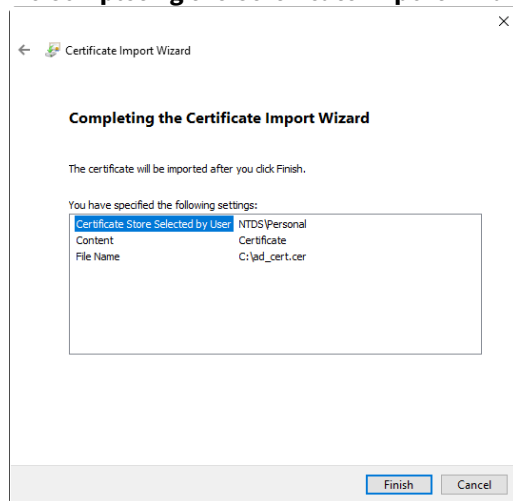 Certificate Import Wizard
Completing the Certificate Import Wizard
The certificate will be imported after you click Finish.
You have specified the following settings:
Certificate Store Selected by User NTDS\Personal
Content Certificate
File Name C:\ad_cert.cer
Finish Cancel